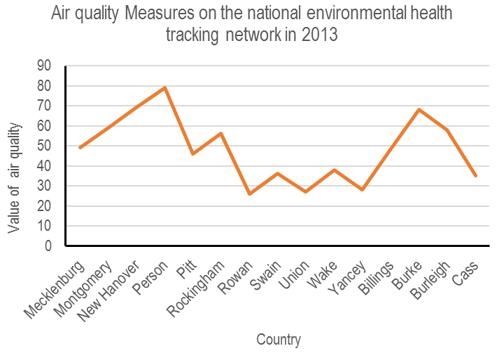 Air quality Measures on the national environmental health
tracking network in 2013
Value of air quality
90
80
70
60
50
40
30
20
10
0
Mecklenburg
Montgomery
New Hanover
Person
Pitt
Rockingham
Rowan
Swain
Union
Wake
Yancey
Billings
Burke
Burleigh
Cass
Country